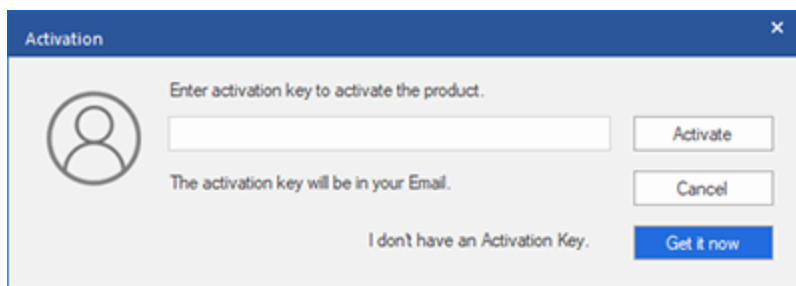 Activation
×
Enter activation key to activate the product.
Activate
The activation key will be in your Email.
Cancel
I don't have an Activation Key.
Get it now